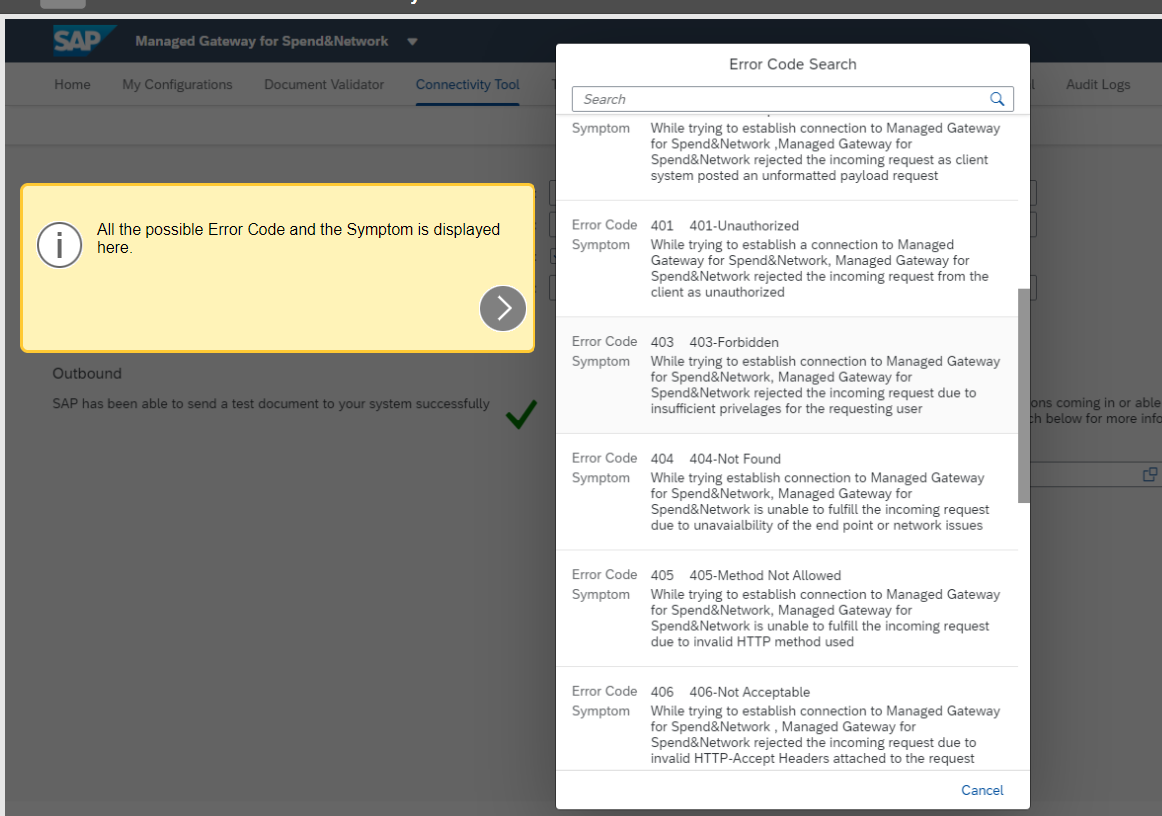 SAP Managed Gateway for Spend&Network
Home My Configurations Document Validator Connectivity Tool Audit Logs
All the possible Error Code and the Symptom is displayed
here.
Outbound
SAP has been able to send a test document to your system successfully
Error Code Search
Search
Symptom While trying to establish connection to Managed Gateway
for Spend&Network ,Managed Gateway for
Spend&Network rejected the incoming request as client
system posted an unformatted payload request
Error Code 401 401-Unauthorized
Symptom While trying to establish a connection to Managed
Gateway for Spend&Network, Managed Gateway for
Spend&Network rejected the incoming request from the
client as unauthorized
Error Code 403 403-Forbidden
Symptom While trying to establish connection to Managed Gateway
for Spend&Network, Managed Gateway for
Spend&Network rejected the incoming request due to
insufficient privelages for the requesting user
Error Code 404 404-Not Found
Symptom While trying establish connection to Managed Gateway
for Spend&Network, Managed Gateway for
Spend&Network is unable to fulfill the incoming request
due to unavaialbility of the end point or network issues
Error Code 405 405-Method Not Allowed
Symptom While trying to establish connection to Managed Gateway
for Spend&Network, Managed Gateway for
Spend&Network is unable to fulfill the incoming request
due to invalid HTTP method used
Error Code 406 406-Not Acceptable
Symptom While trying to establish connection to Managed Gateway
for Spend&Network , Managed Gateway for
Spend&Network rejected the incoming request due to
invalid HTTP-Accept Headers attached to the request
Cancel
ons coming in or able
ch below for more info